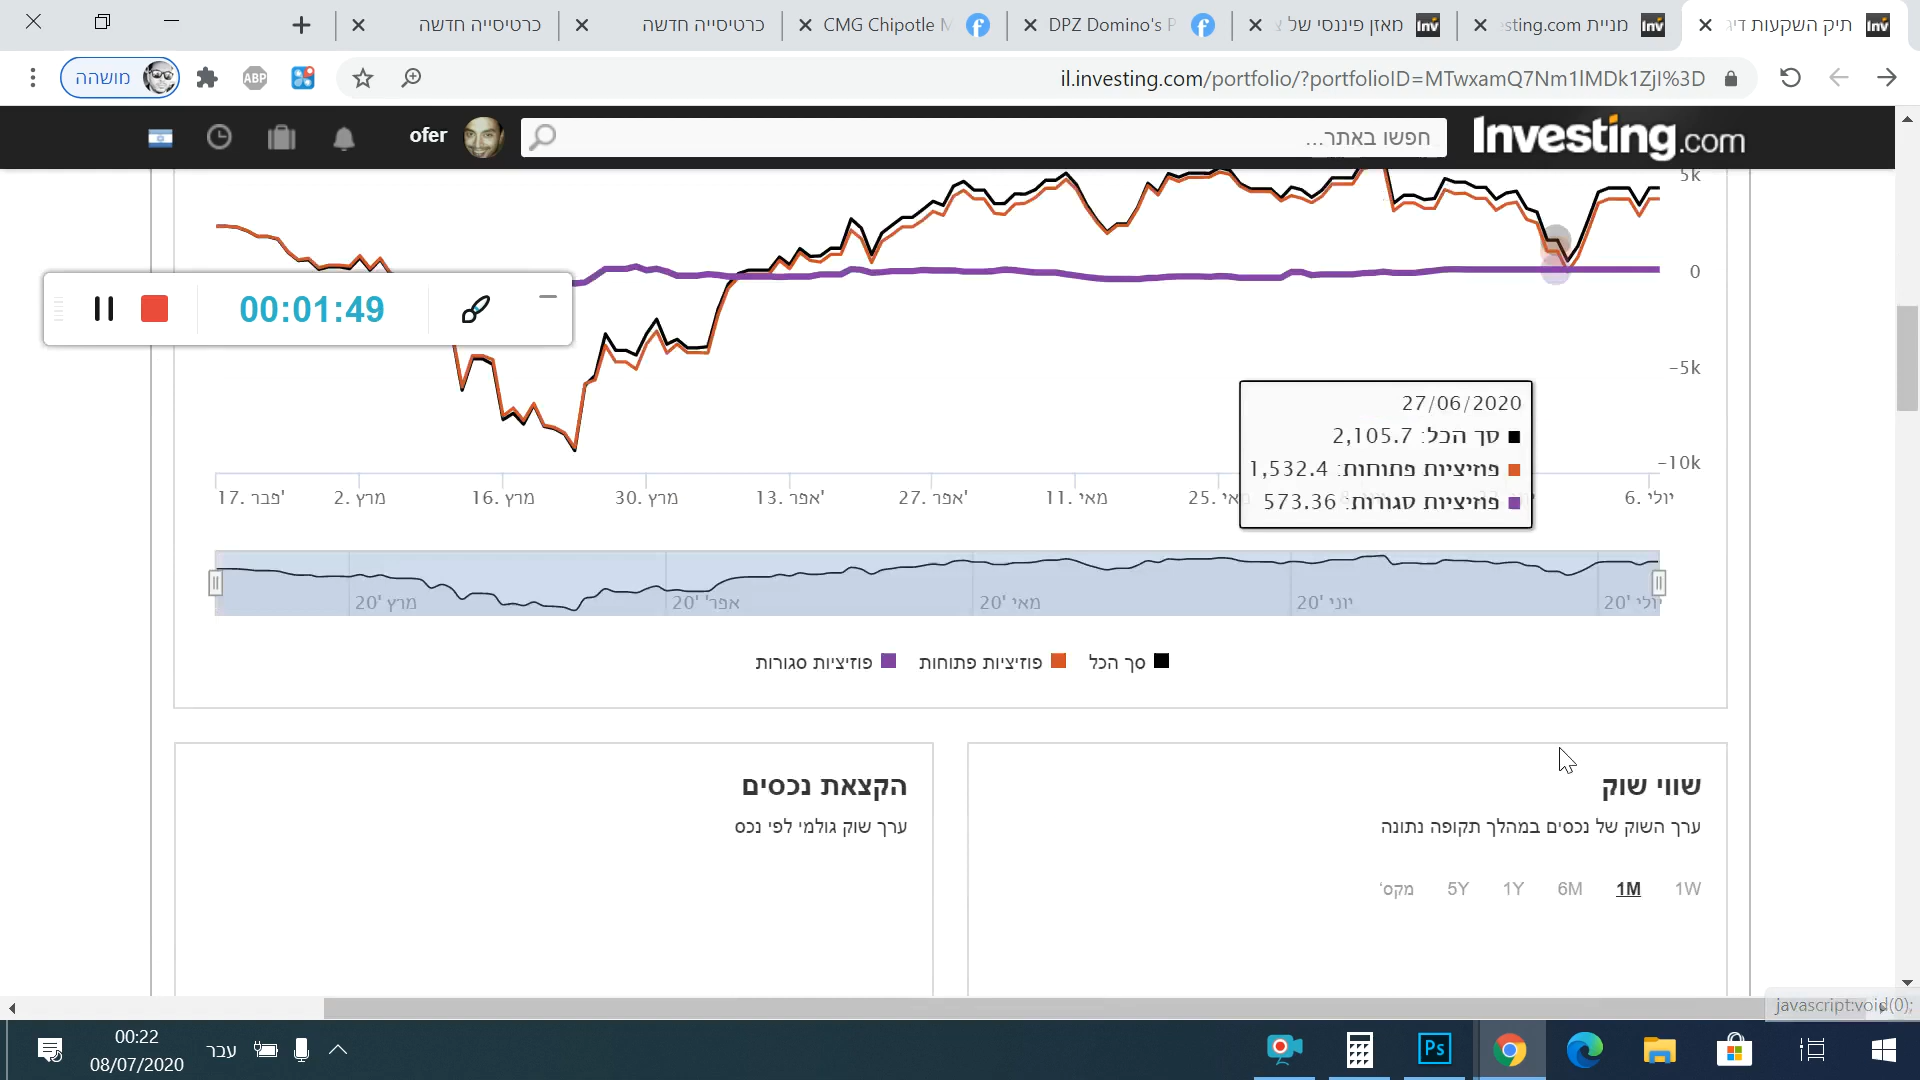 תיק השקעות דיג
מניית sting.com
מאזן פיננסי של צ
DPZ Domino's P
CMG Chipotle M
כרטיסייה חדשה
כרטיסייה חדשה
il.investing.com/portfolio/?portfolioID=MTwxamQ7Nm1lMDk1ZjI%3D
ABP
מושהה
Investing.com
חפשו באתר...
ofer
5k
0
-5k
-10k
00:01:49
27/06/2020
סך הכל: 2,105.7
פוזיציות פתוחות: 1,532.4
פוזיציות סגורות: 573.36
17. פבר'
2. מרץ
16. מרץ
30. מרץ
13. אפר'
27. אפר'
11. מאי
25. מאי
6. יולי
מרץ '20
אפר' '20
מאי '20
יוני '20
יולי '20
סך הכל
פוזיציות פתוחות
פוזיציות סגורות
שווי שוק
ערך השוק של נכסים במהלך תקופה נתונה
1W 1M 6M 1Y 5Y מקס'
הקצאת נכסים
ערך שוק גולמי לפי נכס
javascript:void(0);
Ps
עבר
00:22
08/07/2020